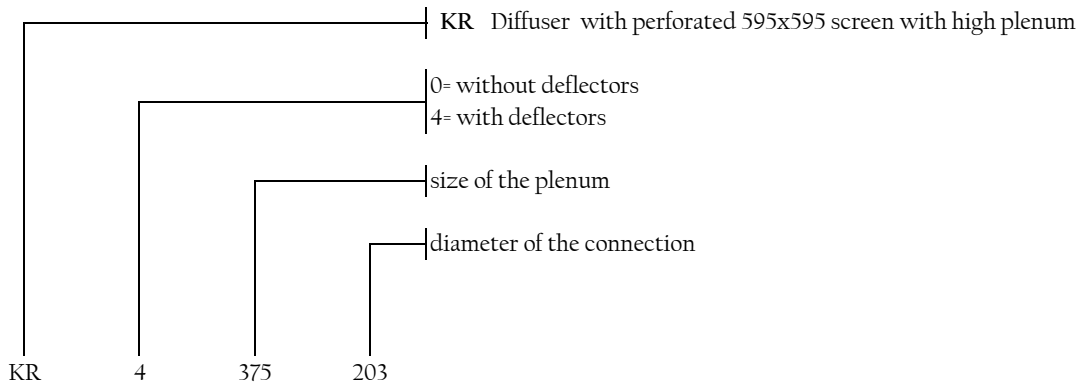 KR Diffuser with perforated 595x595 screen with high plenum
0= without deflectors
4= with deflectors
size of the plenum
diameter of the connection
KR 4 375 203